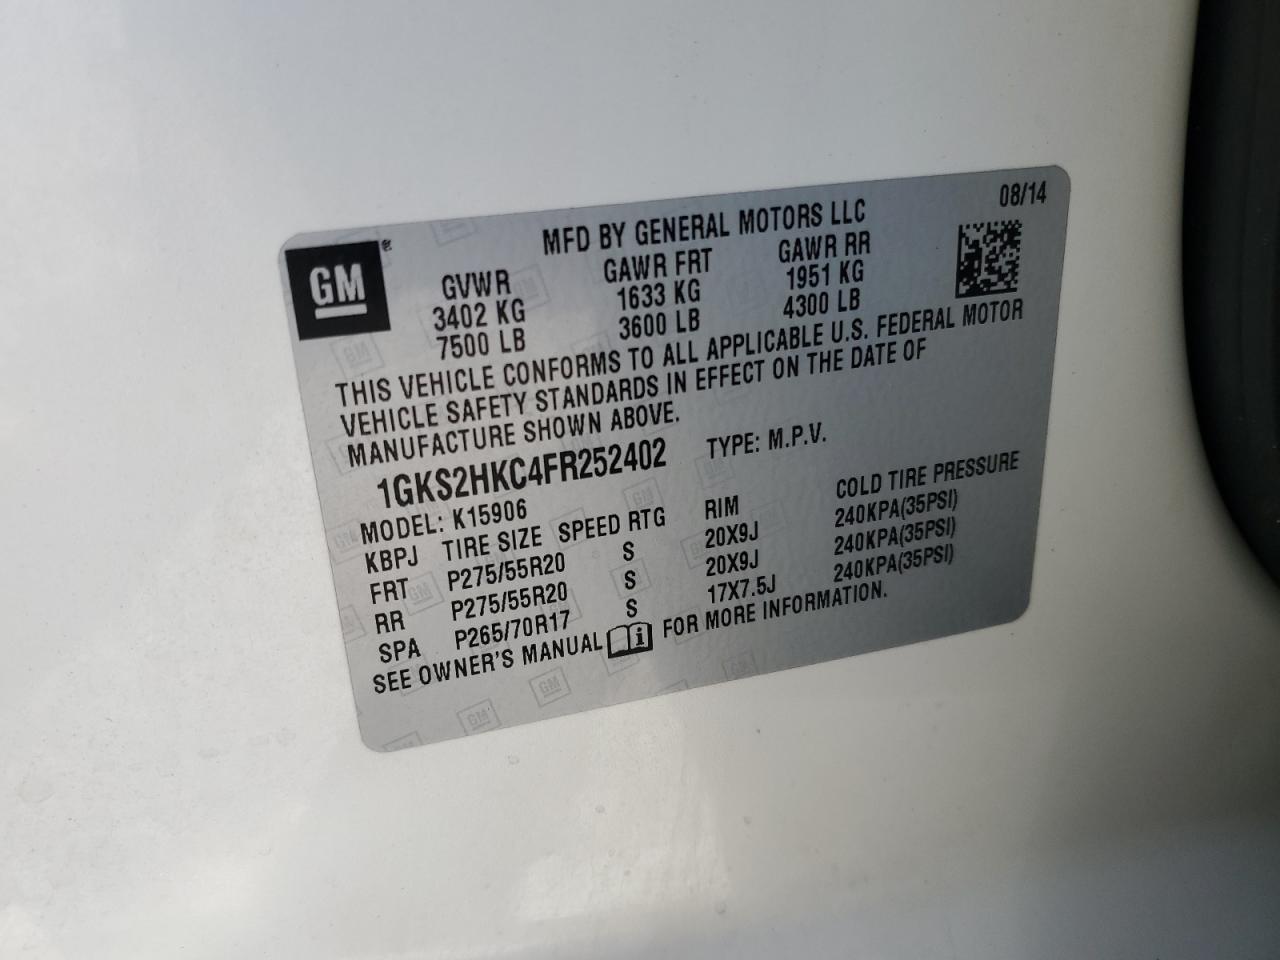 08/14
GM ®
MFD BY GENERAL MOTORS LLC
GVWR GAWR FRT GAWR RR
3402 KG 1633 KG 1951 KG
7500 LB 3600 LB 4300 LB
THIS VEHICLE CONFORMS TO ALL APPLICABLE U.S. FEDERAL MOTOR
VEHICLE SAFETY STANDARDS IN EFFECT ON THE DATE OF
MANUFACTURE SHOWN ABOVE.
1GKS2HKC4FR252402 TYPE: M.P.V.
MODEL: K15906
KBPJ TIRE SIZE SPEED RTG RIM COLD TIRE PRESSURE
FRT P275/55R20 S 20X9J 240KPA(35PSI)
RR P275/55R20 S 20X9J 240KPA(35PSI)
SPA P265/70R17 S 17X7.5J 240KPA(35PSI)
SEE OWNER'S MANUAL i FOR MORE INFORMATION.